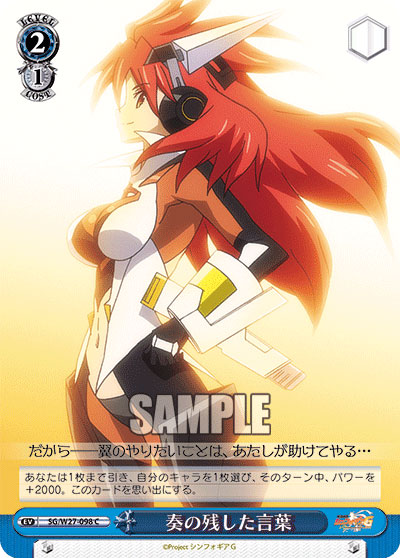 LEVEL
2
1
COST
SAMPLE
だから──翼のやりたいことは、あたしが助けてやる…
あなたは1枚まで引き、自分のキャラを1枚選び、そのターン中、パワーを
+2000。このカードを思い出にする。
EV
SG/W27-098 C
奏の残した言葉
©Project シンフォギアG